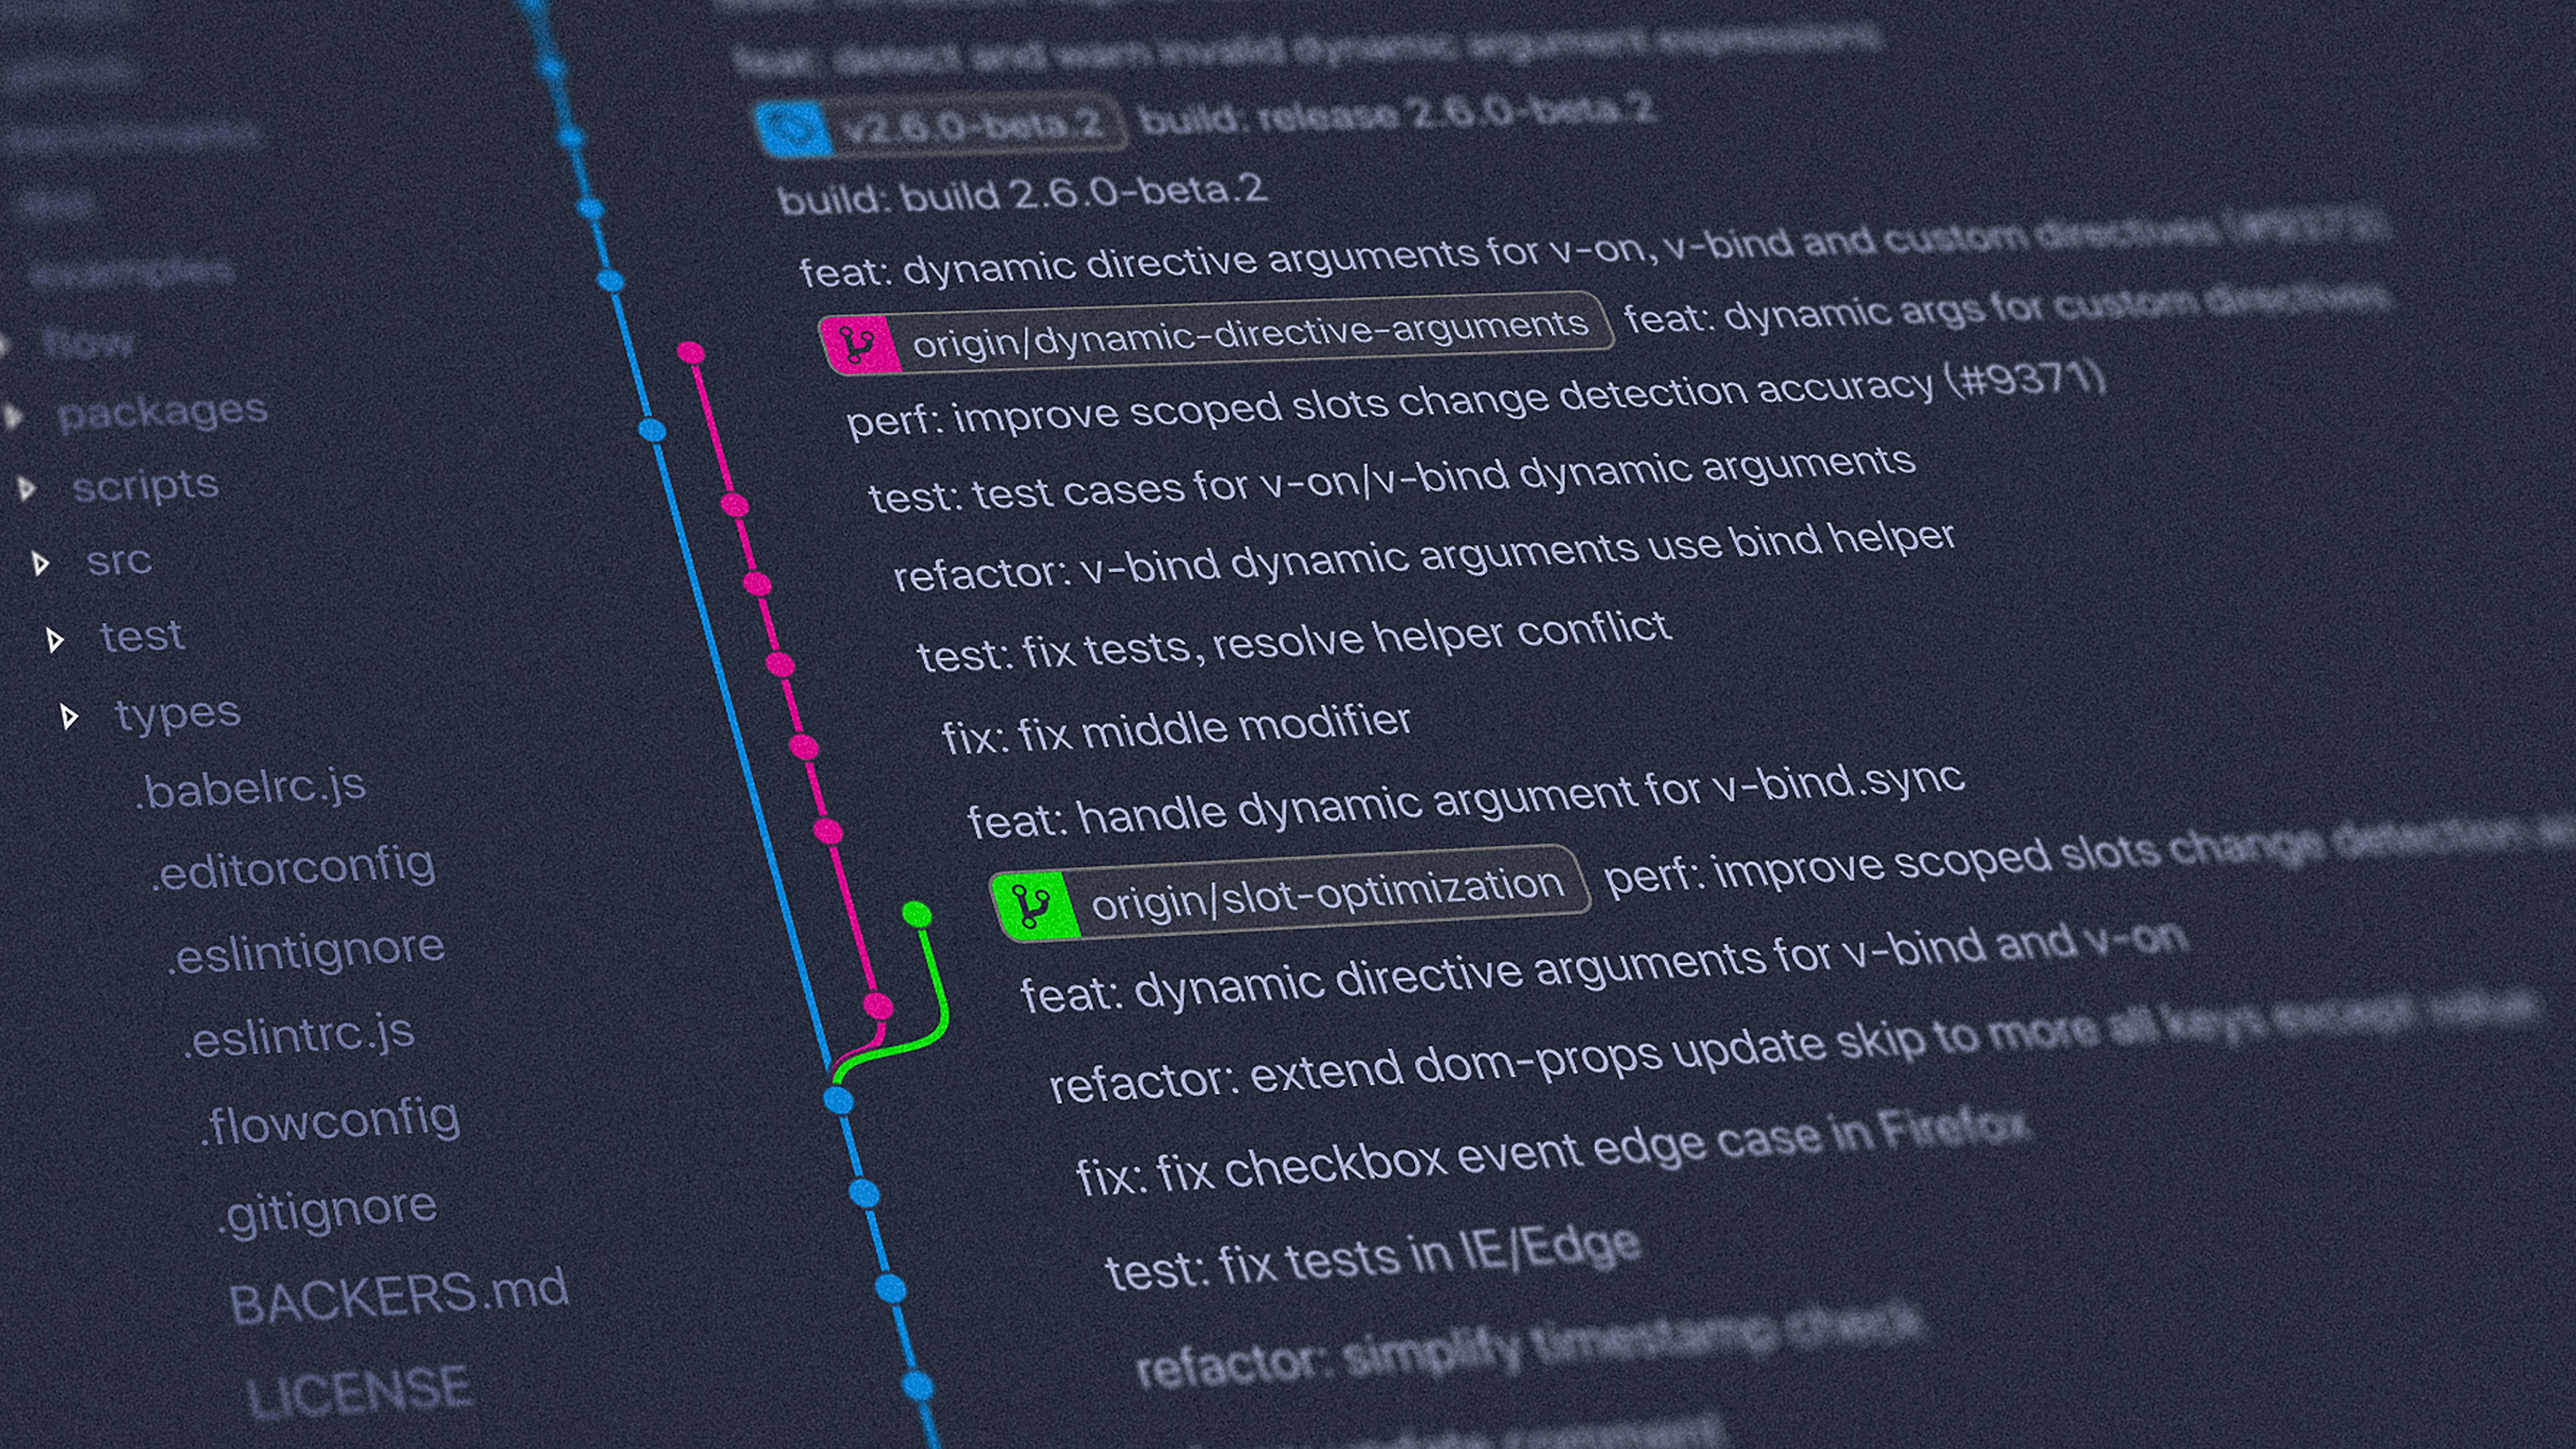 examples
flow
packages
scripts
src
test
types
.babelrc.js
.editorconfig
.eslintignore
.eslintrc.js
.flowconfig
.gitignore
BACKERS.md
LICENSE
feat: detect and warn invalid dynamic argument expressions
v2.6.0-beta.2 build: release 2.6.0-beta.2
build: build 2.6.0-beta.2
feat: dynamic directive arguments for v-on, v-bind and custom directives (#9373)
origin/dynamic-directive-arguments feat: dynamic args for custom directives
perf: improve scoped slots change detection accuracy (#9371)
test: test cases for v-on/v-bind dynamic arguments
refactor: v-bind dynamic arguments use bind helper
test: fix tests, resolve helper conflict
fix: fix middle modifier
feat: handle dynamic argument for v-bind.sync
origin/slot-optimization perf: improve scoped slots change detection
feat: dynamic directive arguments for v-bind and v-on
refactor: extend dom-props update skip to more all keys except value
fix: fix checkbox event edge case in Firefox
test: fix tests in IE/Edge
refactor: simplify timestamp check
update comment